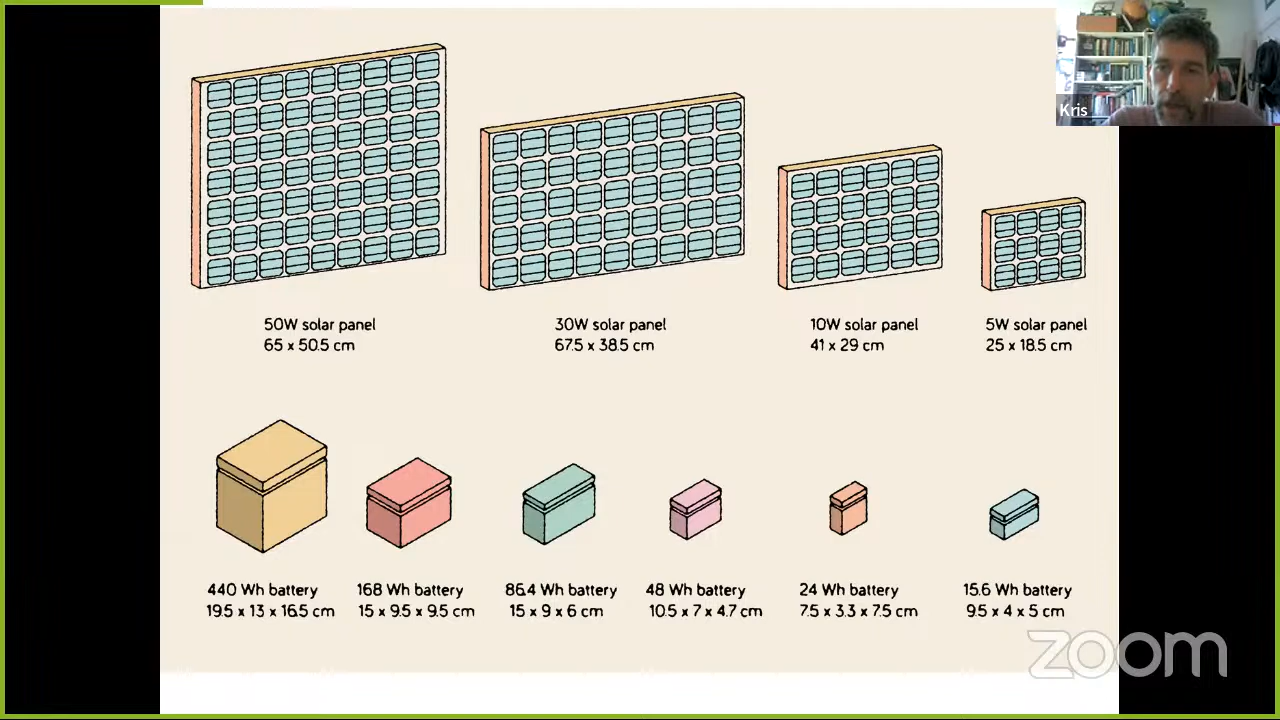 Kris
50W solar panel
65 x 50.5 cm
30W solar panel
67.5 x 38.5 cm
10W solar panel
41 x 29 cm
5W solar panel
25 x 18.5 cm
440 Wh battery
19.5 x 13 x 16.5 cm
168 Wh battery
15 x 9.5 x 9.5 cm
86.4 Wh battery
15 x 9 x 6 cm
48 Wh battery
10.5 x 7 x 4.7 cm
24 Wh battery
7.5 x 3.3 x 7.5 cm
15.6 Wh battery
9.5 x 4 x 5 cm
zoom